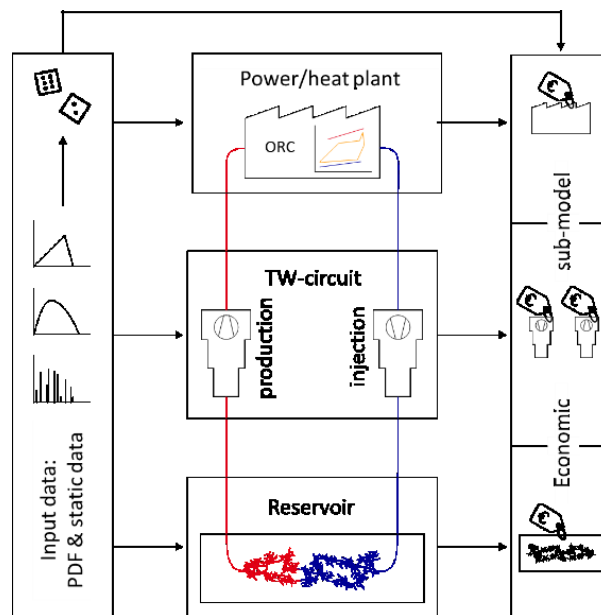 Power/heat plant
ORC
TW-circuit
production
injection
Reservoir
Input data:
PDF & static data
€
sub-model
€
€
Economic
€